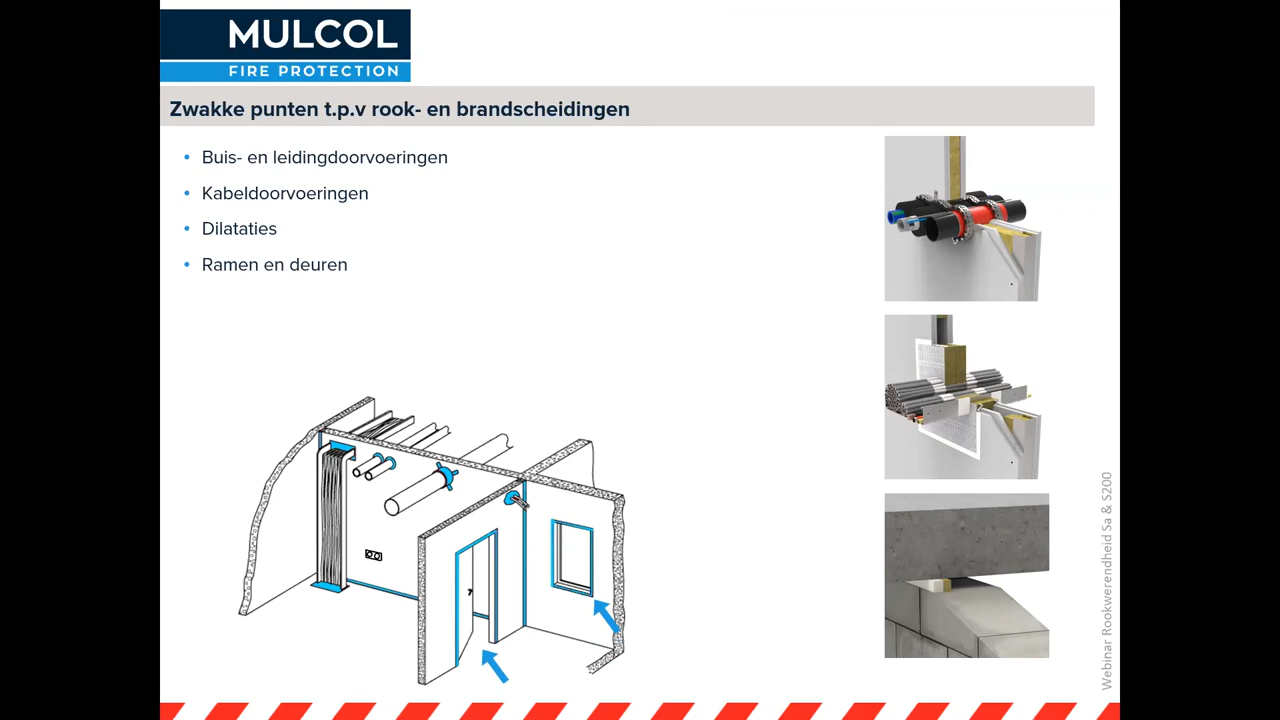 MULCOL
FIRE PROTECTION
Zwakke punten t.p.v rook- en brandscheidingen
• Buis- en leidingdoorvoeringen
• Kabeldoorvoeringen
• Dilataties
• Ramen en deuren
Webinar Rookwerendheid Sa & S200